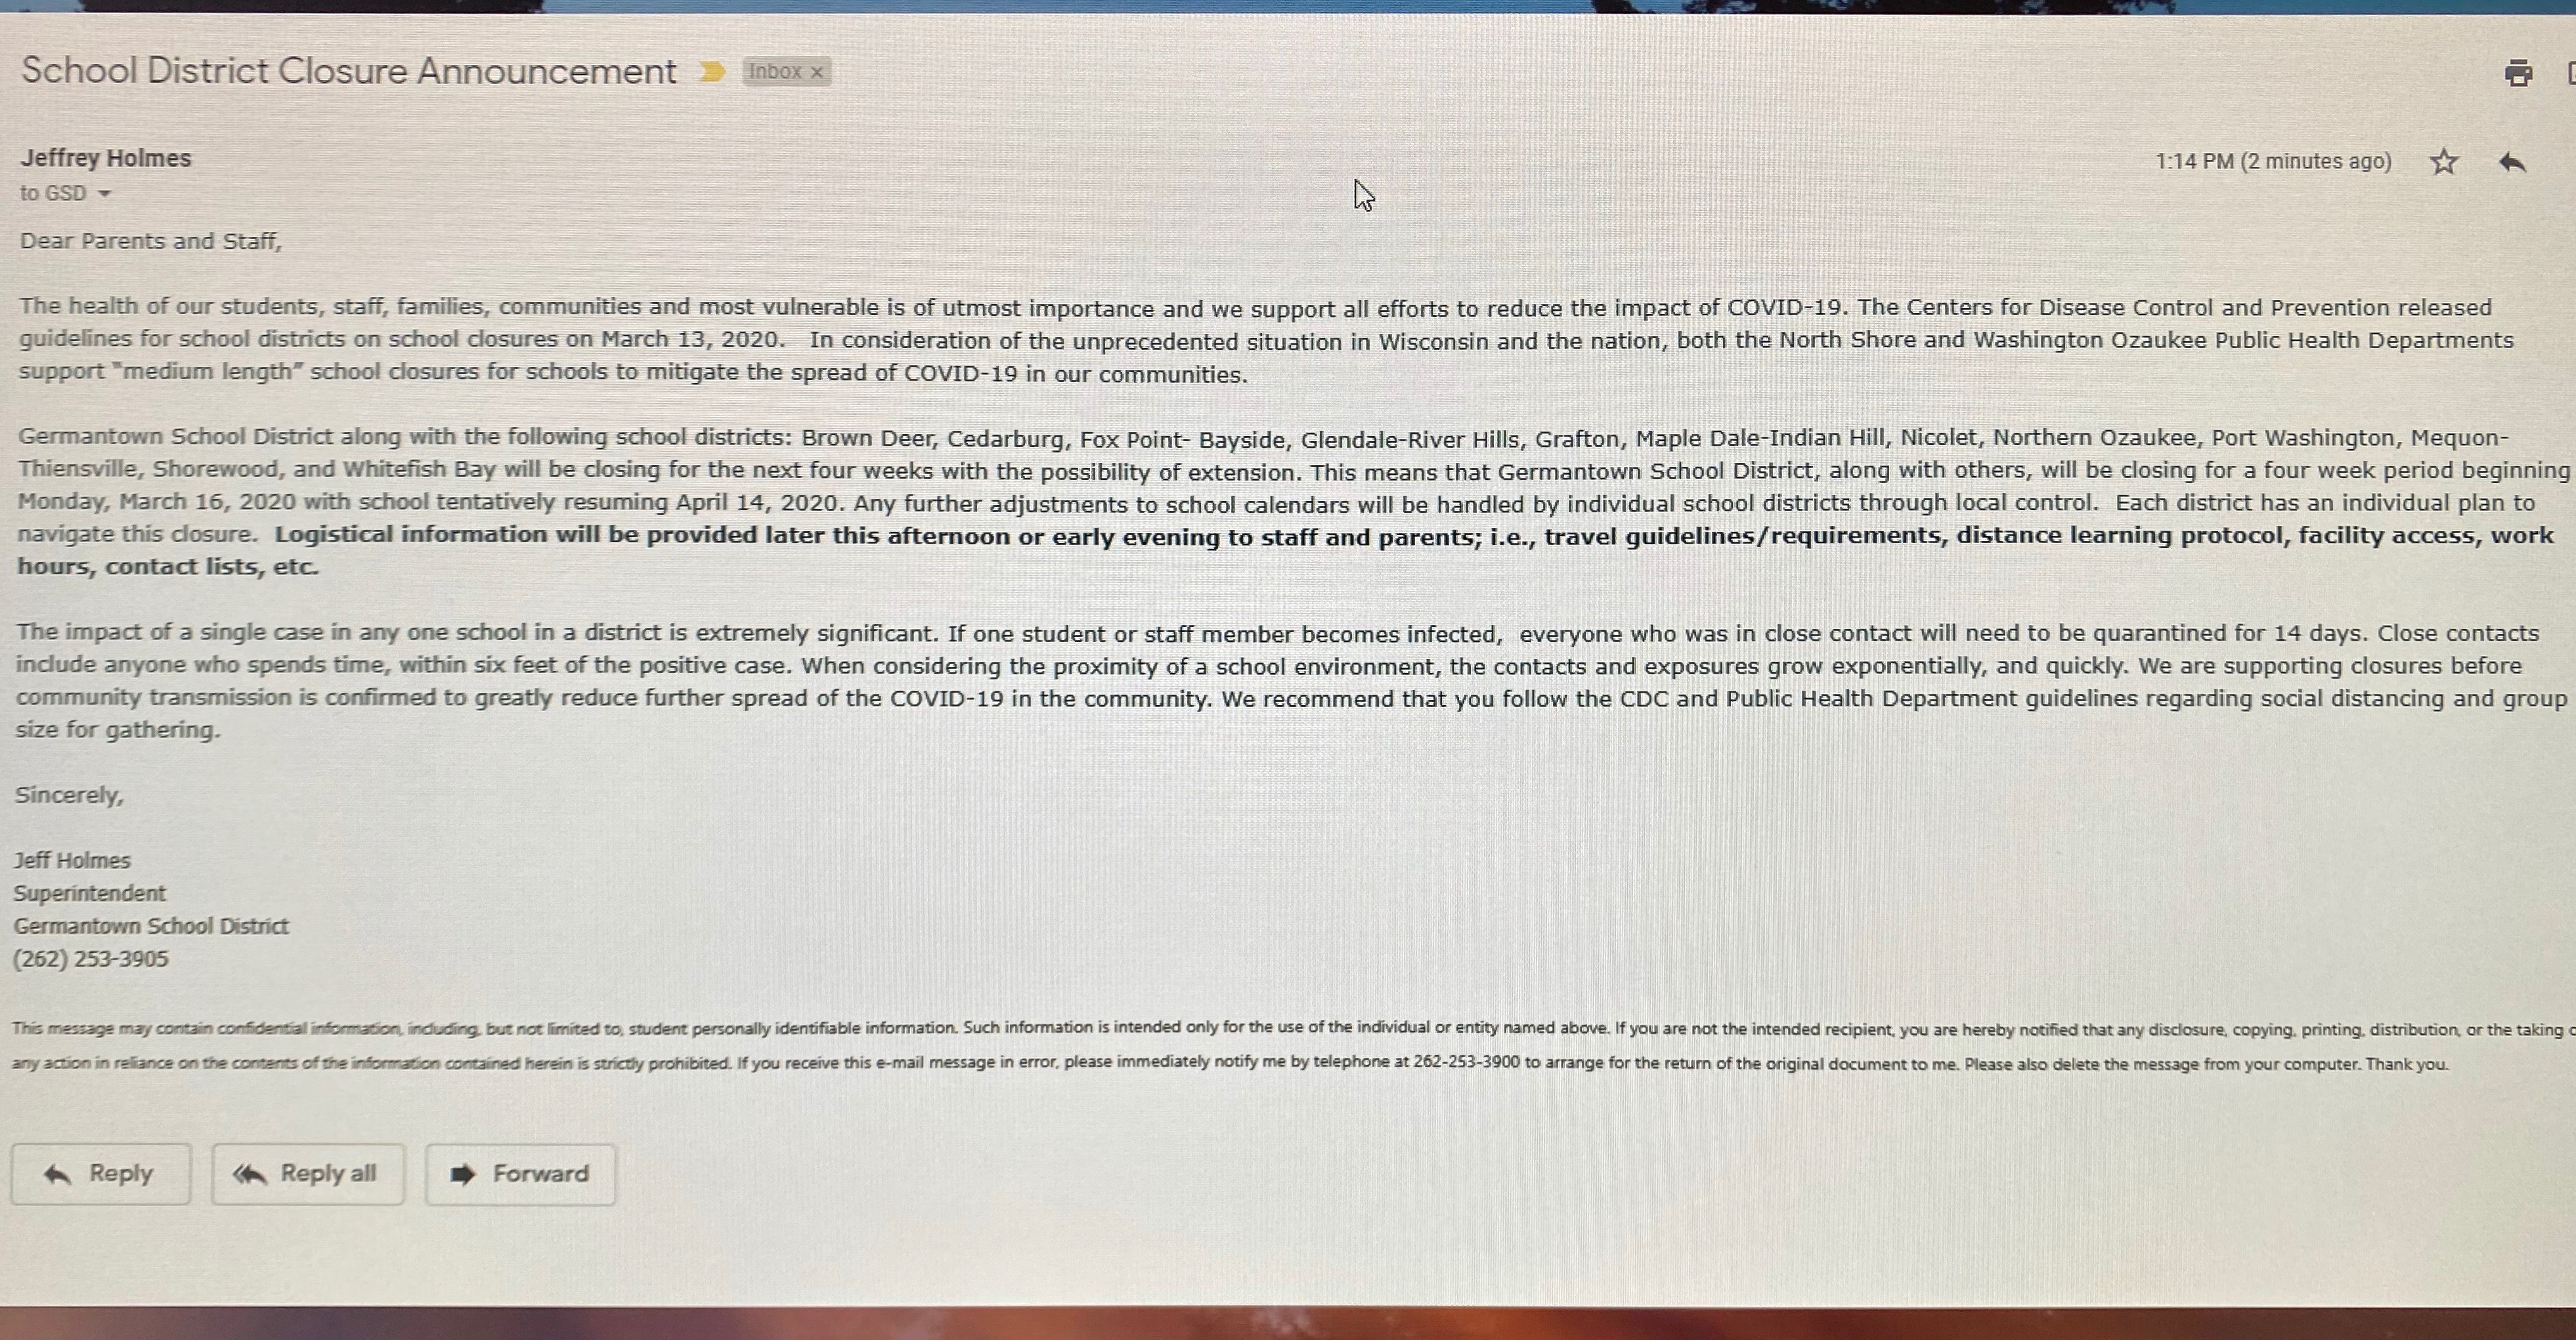 School District Closure Announcement Inbox x
Jeffrey Holmes
1:14 PM (2 minutes ago)
to GSD
Dear Parents and Staff,
The health of our students, staff, families, communities and most vulnerable is of utmost importance and we support all efforts to reduce the impact of COVID-19. The Centers for Disease Control and Prevention released
guidelines for school districts on school closures on March 13, 2020.   In consideration of the unprecedented situation in Wisconsin and the nation, both the North Shore and Washington Ozaukee Public Health Departments
support "medium length" school closures for schools to mitigate the spread of COVID-19 in our communities.
Germantown School District along with the following school districts: Brown Deer, Cedarburg, Fox Point- Bayside, Glendale-River Hills, Grafton, Maple Dale-Indian Hill, Nicolet, Northern Ozaukee, Port Washington, Mequon-
Thiensville, Shorewood, and Whitefish Bay will be closing for the next four weeks with the possibility of extension. This means that Germantown School District, along with others, will be closing for a four week period beginning
Monday, March 16, 2020 with school tentatively resuming April 14, 2020. Any further adjustments to school calendars will be handled by individual school districts through local control.  Each district has an individual plan to
navigate this closure.  Logistical information will be provided later this afternoon or early evening to staff and parents; i.e., travel guidelines/requirements, distance learning protocol, facility access, work
hours, contact lists, etc.
The impact of a single case in any one school in a district is extremely significant. If one student or staff member becomes infected,  everyone who was in close contact will need to be quarantined for 14 days. Close contacts
include anyone who spends time, within six feet of the positive case. When considering the proximity of a school environment, the contacts and exposures grow exponentially, and quickly. We are supporting closures before
community transmission is confirmed to greatly reduce further spread of the COVID-19 in the community. We recommend that you follow the CDC and Public Health Department guidelines regarding social distancing and group
size for gathering.
Sincerely,
Jeff Holmes
Superintendent
Germantown School District
(262) 253-3905
This message may contain confidential information, including, but not limited to, student personally identifiable information. Such information is intended only for the use of the individual or entity named above. If you are not the intended recipient, you are hereby notified that any disclosure, copying, printing, distribution, or the taking
any action in reliance on the contents of the information contained herein is strictly prohibited. If you receive this e-mail message in error, please immediately notify me by telephone at 262-253-3900 to arrange for the return of the original document to me. Please also delete the message from your computer. Thank you.
Reply Reply all Forward